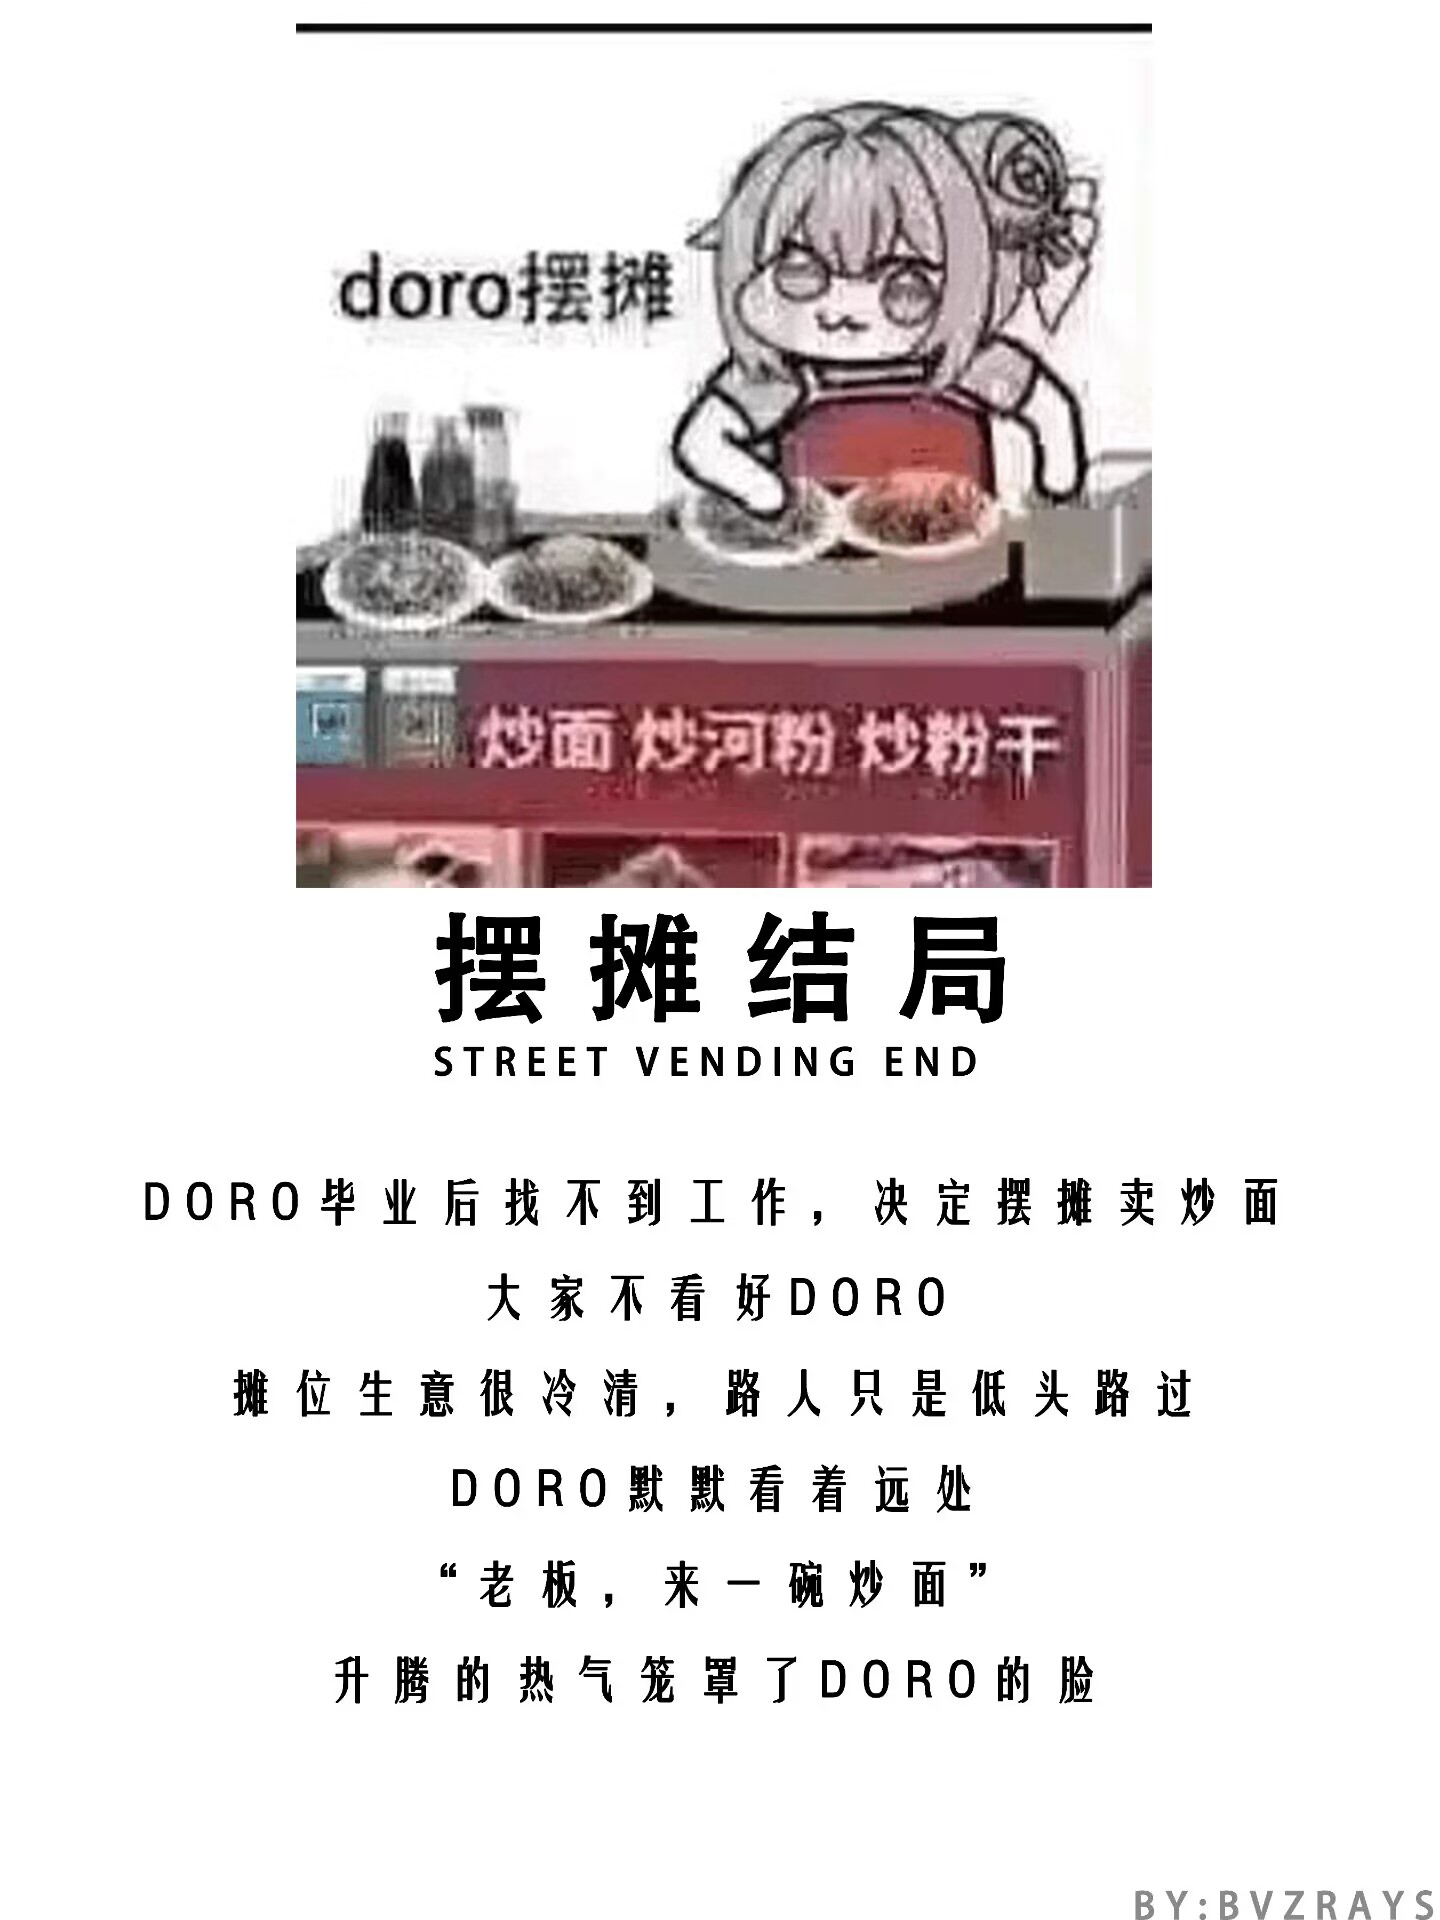 doro摆摊
炒面 炒河粉 炒粉干
摆摊结局
STREET VENDING END
DORO毕业后找不到工作，决定摆摊卖炒面
大家不看好DORO
摊位生意很冷清，路人只是低头路过
DORO默默看着远处
“老板，来一碗炒面”
升腾的热气笼罩了DORO的脸
BY:BVZRAYS